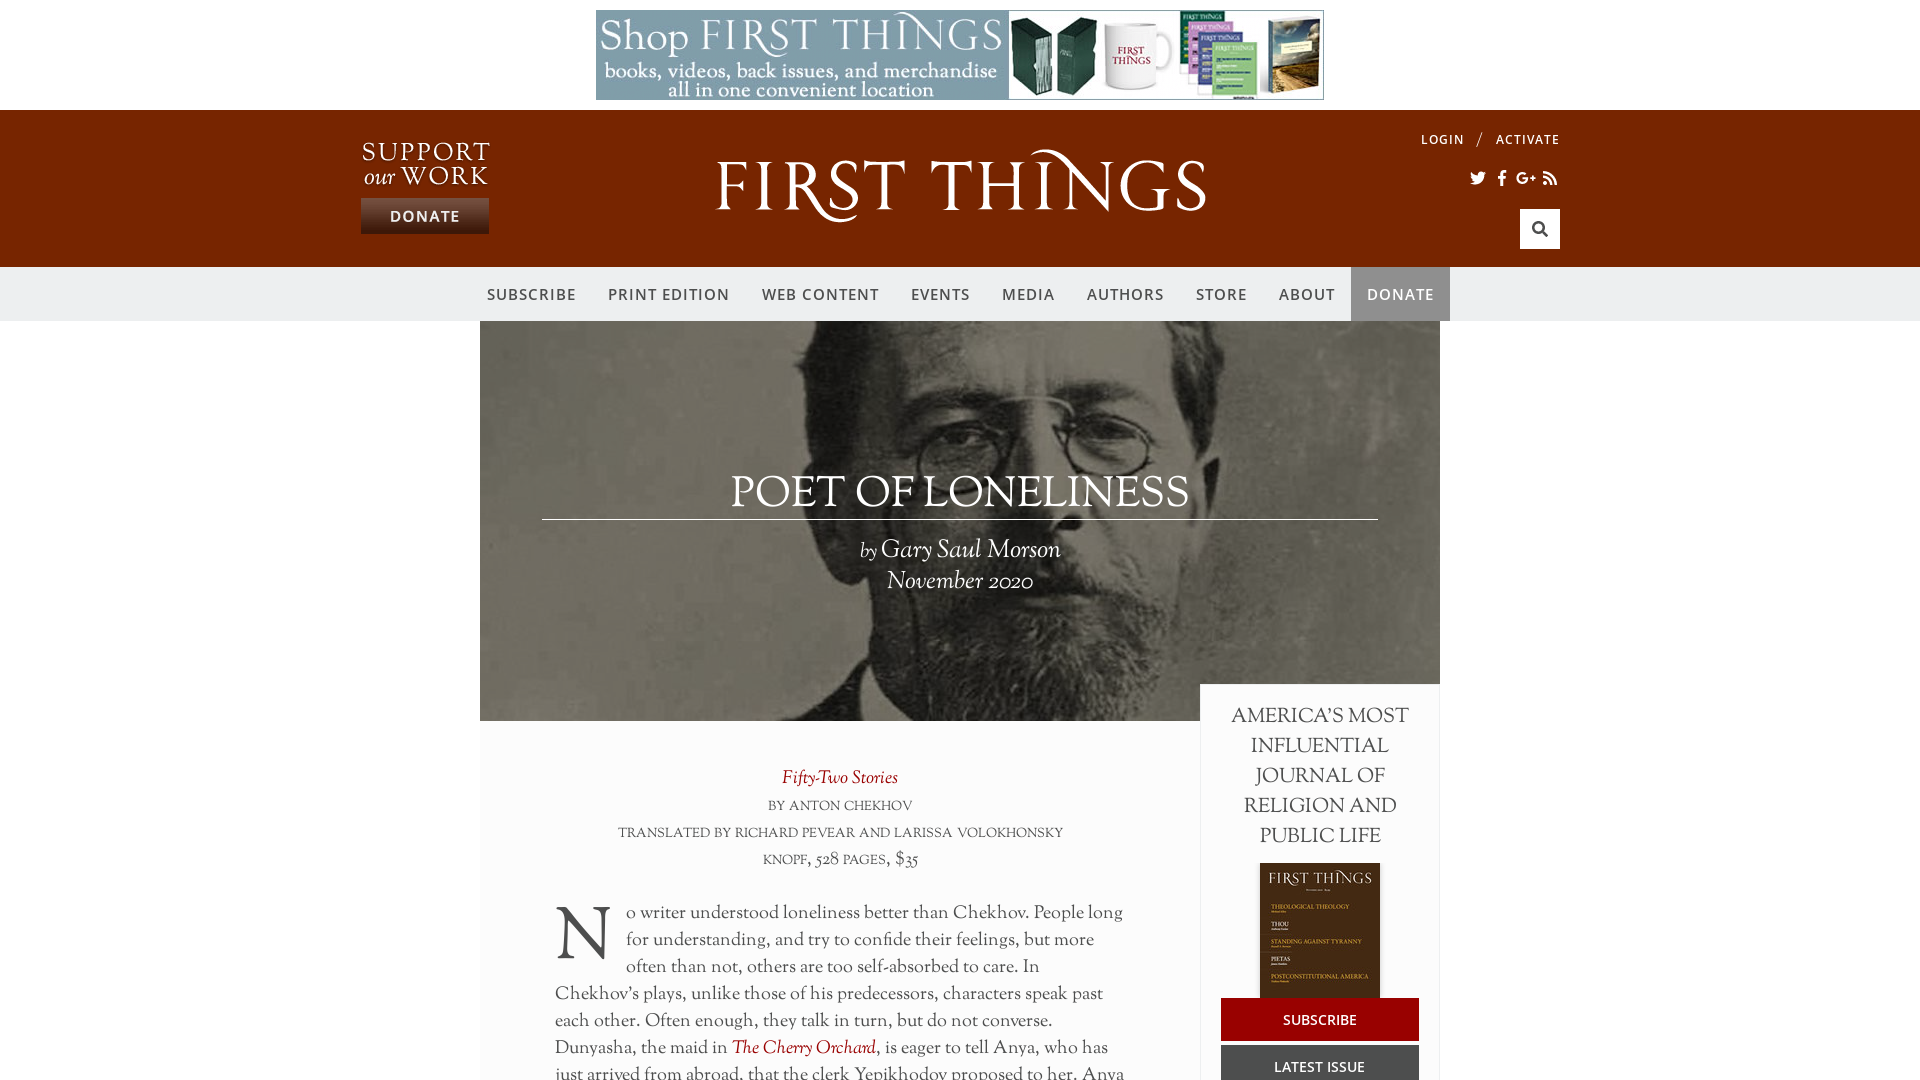 Shop FIRST THINGS
books, videos, back issues, and merchandise
all in one convenient location
FIRST
THINGS
SUPPORT
our WORK
DONATE
FIRST THINGS
LOGIN / ACTIVATE
SUBSCRIBE PRINT EDITION WEB CONTENT EVENTS MEDIA AUTHORS STORE ABOUT DONATE
POET OF LONELINESS
by Gary Saul Morson
November 2020
Fifty-Two Stories
BY ANTON CHEKHOV
TRANSLATED BY RICHARD PEVEAR AND LARISSA VOLOKHONSKY
KNOPF, 528 PAGES, $35
No writer understood loneliness better than Chekhov. People long
for understanding, and try to confide their feelings, but more
often than not, others are too self-absorbed to care. In
Chekhov’s plays, unlike those of his predecessors, characters speak past
each other. Often enough, they talk in turn, but do not converse.
Dunyasha, the maid in The Cherry Orchard, is eager to tell Anya, who has
just arrived from abroad, that the clerk Yepikhodov proposed to her. Anya
AMERICA’S MOST
INFLUENTIAL
JOURNAL OF
RELIGION AND
PUBLIC LIFE
FIRST THINGS
THEOLOGICAL THEOLOGY
THOU
STANDING AGAINST TYRANNY
PIETAS
POSTCONSTITUTIONAL AMERICA
SUBSCRIBE
LATEST ISSUE